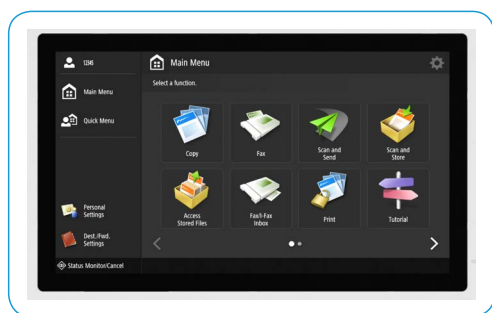 12345
Main Menu
Main Menu
Select a function.
Quick Menu
Copy
Fax
Scan and
Send
Scan and
Store
Access
Stored Files
Fax/I-Fax
Inbox
Print
Tutorial
Personal
Settings
Dest./Fwd.
Settings
Status Monitor/Cancel